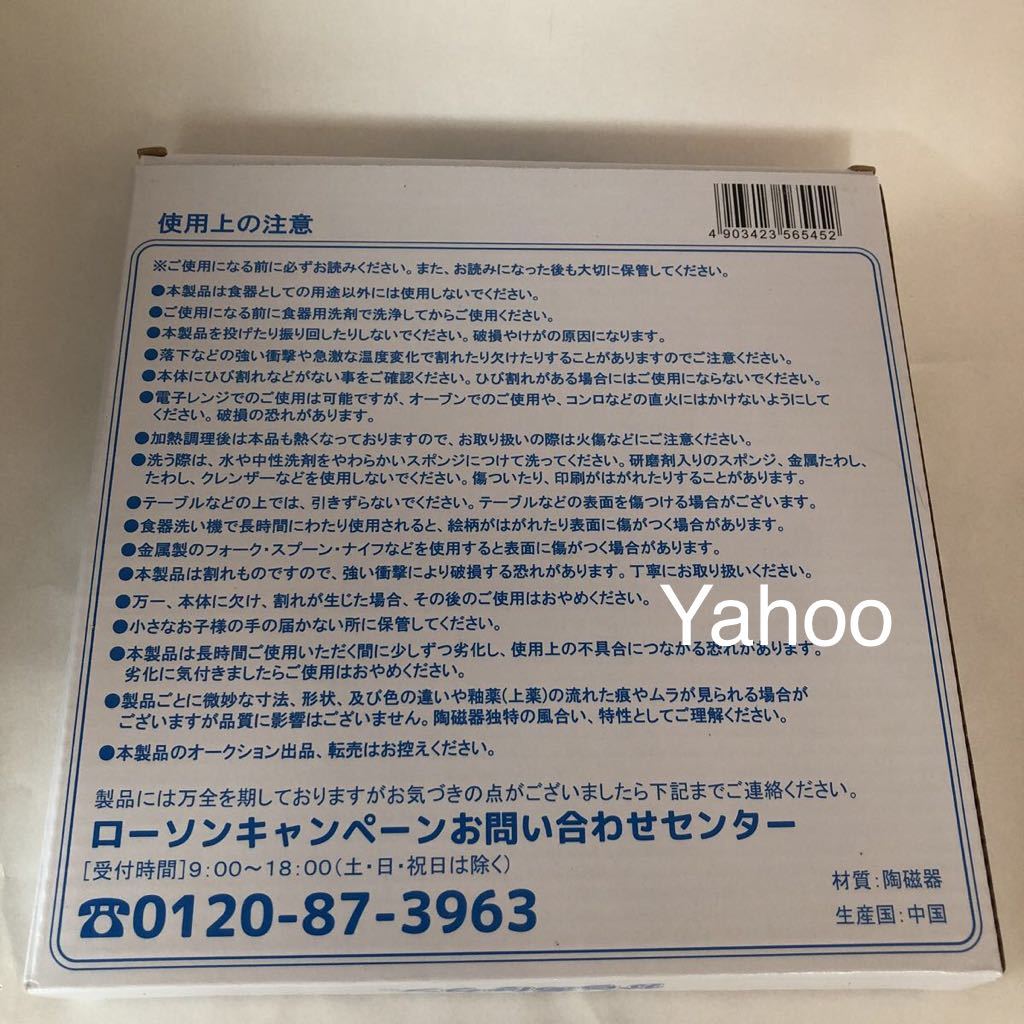 使用上の注意
4 903423 565452
※ご使用になる前に必ずお読みください。また、お読みになった後も大切に保管してください。
●本製品は食器としての用途以外には使用しないでください。
●ご使用になる前に食器用洗剤で洗浄してからご使用ください。
●本製品を投げたり振り回したりしないでください。破損やけがの原因になります。
●落下などの強い衝撃や急激な温度変化で割れたり欠けたりすることがありますのでご注意ください。
●本体にひび割れなどがない事をご確認ください。ひび割れがある場合にはご使用にならないでください。
●電子レンジでのご使用は可能ですが、オーブンでのご使用や、コンロなどの直火にはかけないようにして
ください。破損の恐れがあります。
●加熱調理後は本品も熱くなっておりますので、お取り扱いの際は火傷などにご注意ください。
●洗う際は、水や中性洗剤をやわらかいスポンジにつけて洗ってください。研磨剤入りのスポンジ、金属たわし、
たわし、クレンザーなどを使用しないでください。傷ついたり、印刷がはがれたりすることがあります。
●テーブルなどの上では、引きずらないでください。テーブルなどの表面を傷つける場合がございます。
●食器洗い機で長時間にわたり使用されると、絵柄がはがれたり表面に傷がつく場合があります。
●金属製のフォーク・スプーン・ナイフなどを使用すると表面に傷がつく場合があります。
●本製品は割れものですので、強い衝撃により破損する恐れがあります。丁寧にお取り扱いください。
●万一、本体に欠け、割れが生じた場合、その後のご使用はおやめください。
Yahoo
●小さなお子様の手の届かない所に保管してください。
●本製品は長時間ご使用いただく間に少しずつ劣化し、使用上の不具合につながる恐れがあります。
劣化に気付きましたらご使用はおやめください。
●製品ごとに微妙な寸法、形状、及び色の違いや釉薬(上薬)の流れた痕やムラが見られる場合が
ございますが品質に影響はございません。陶磁器独特の風合い、特性としてご理解ください。
●本製品のオークション出品、転売はお控えください。
製品には万全を期しておりますがお気づきの点がございましたら下記までご連絡ください。
ローソンキャンペーンお問い合わせセンター
[受付時間]9:00〜18:00(土・日・祝日は除く)
☎0120-87-3963
材質:陶磁器
生産国:中国